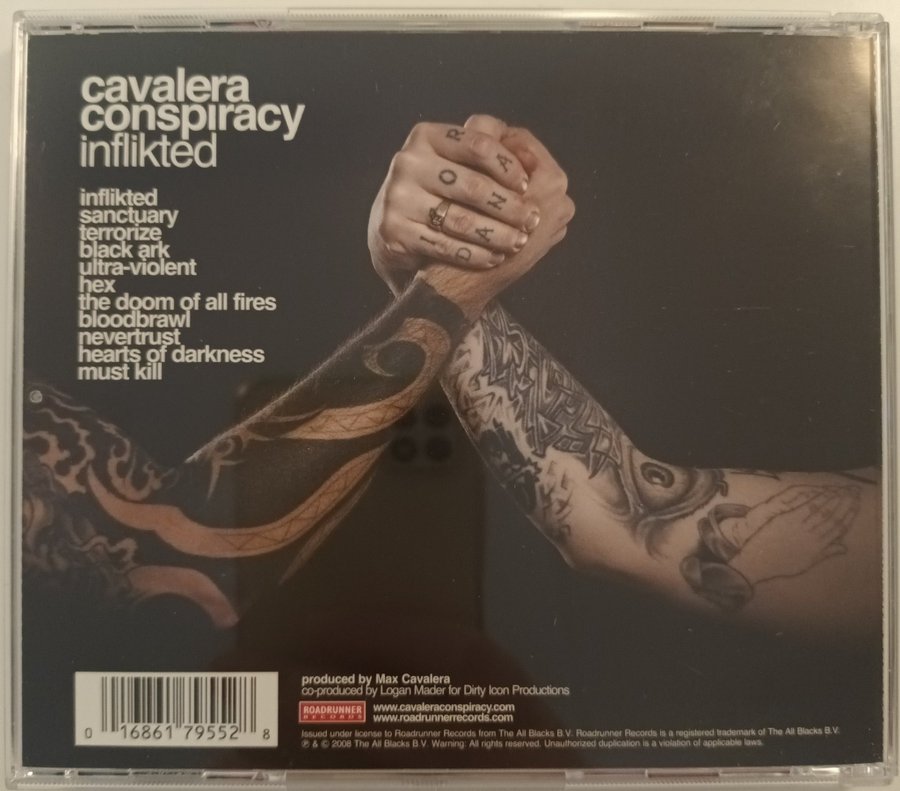 cavalera
conspiracy
inflikted
inflikted
sanctuary
terrorize
black ark
ultra-violent
hex
the doom of all fires
bloodbrawl
nevertrust
hearts of darkness
must kill
R
O
I
A
N
A
D
0 16861 79552 8
produced by Max Cavalera
co-produced by Logan Mader for Dirty Icon Productions
ROADRUNNER
RECORDS
www.cavaleraconspiracy.com
www.roadrunnerrecords.com
Issued under license to Roadrunner Records from The All Blacks B.V. Roadrunner Records is a registered trademark of The All Blacks B.V.
℗ & © 2008 The All Blacks B.V. Warning: All rights reserved. Unauthorized duplication is a violation of applicable laws.